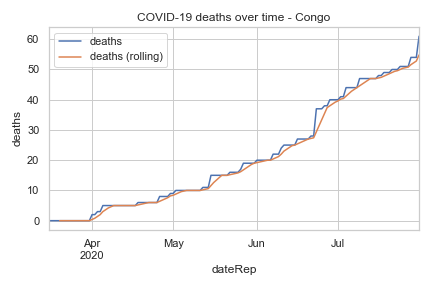 COVID-19 deaths over time - Congo
deaths
deaths (rolling)
60
50
40
30
20
10
0
deaths
Apr
2020
May
Jun
Jul
dateRep